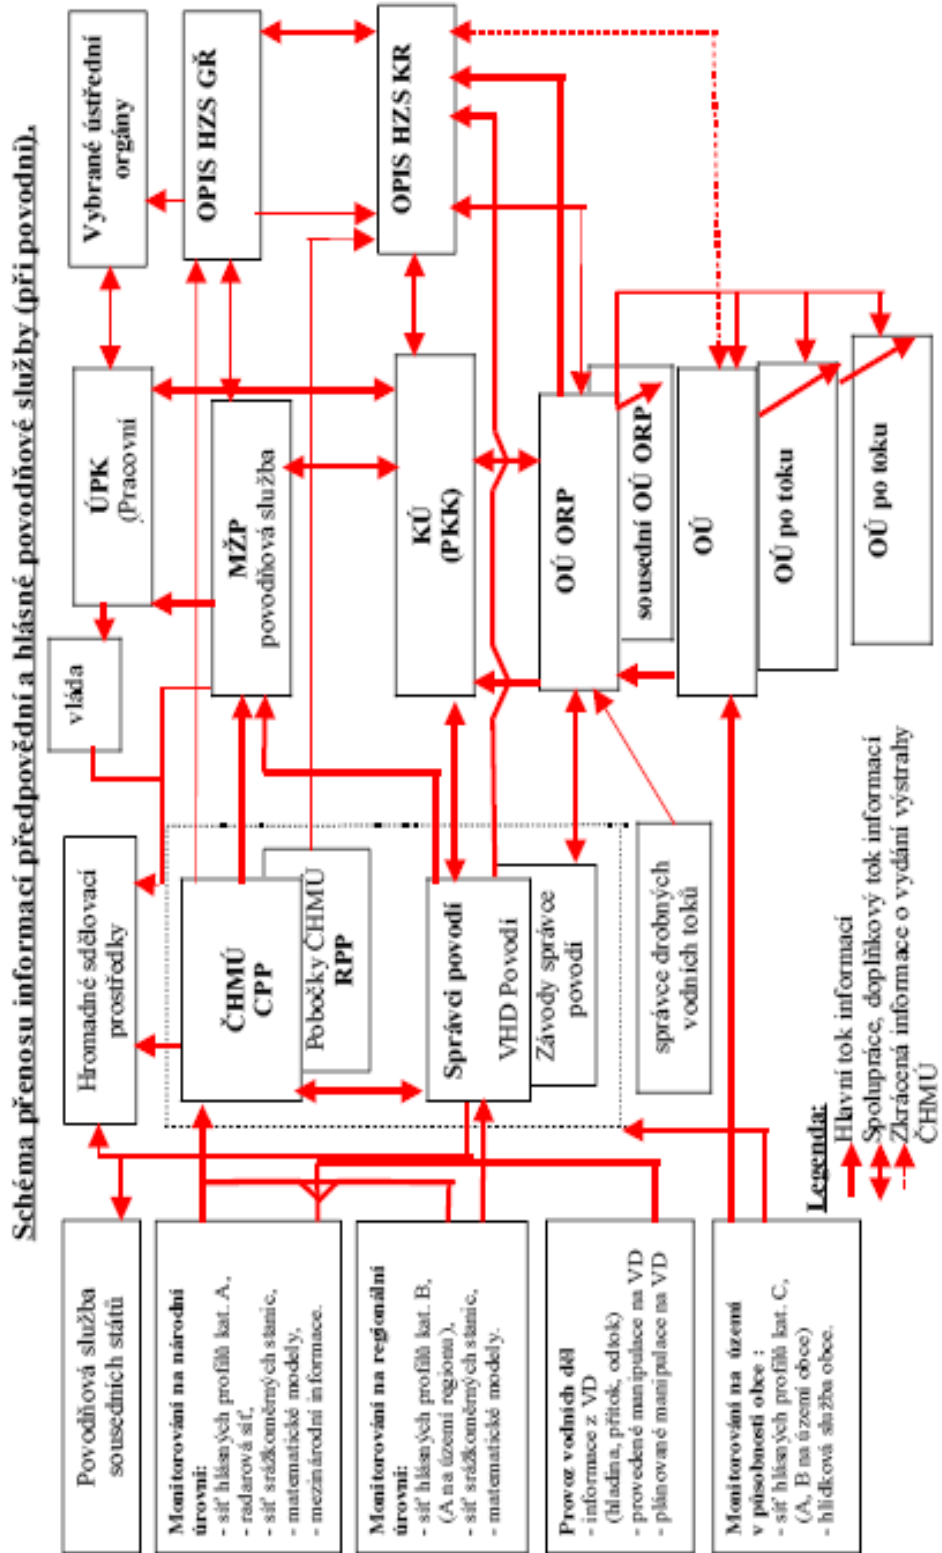 Schéma přenosu informací předpovědní a hlásné povodňové služby (při povodni).
Povodňová služba
sousedních států
Hromadné sdělovací
prostředky
vláda
ÚPK
(Pracovní
Vybrané ústřední
orgány
Monitorování na národní
úrovni:
- síť hlásných profilů kat. A,
- radarová síť,
- síť srážkoměrných stanic,
- matematické modely,
- mezinárodní informace.
ČHMÚ
CPP
Pobočky ČHMÚ
RPP
MŽP
povodňová služba
OPIS HZS GŘ
Monitorování na regionální
úrovni:
- síť hlásných profilů kat. B,
(A na území regionu),
- síť srážkoměrných stanic,
- matematické modely.
Správci povodí
VHD Povodí
Závody správce
povodí
KÚ
(PKK)
OPIS HZS KR
Provoz vodních děl
- informace z VD
(hladina, přítok, odtok)
- provedené manipulace na VD
- plánované manipulace na VD
správce drobných
vodních toků
OÚ ORP
sousední OÚ ORP
Monitorování na území
v působnosti obce :
- síť hlásných profilů kat. C,
(A, B na území obce)
- hlídková služba obce.
OÚ
OÚ po toku
OÚ po toku
Legenda:
Hlavní tok informací
Spolupráce, doplňkový tok informací
Zkrácená informace o vydání výstrahy
ČHMÚ